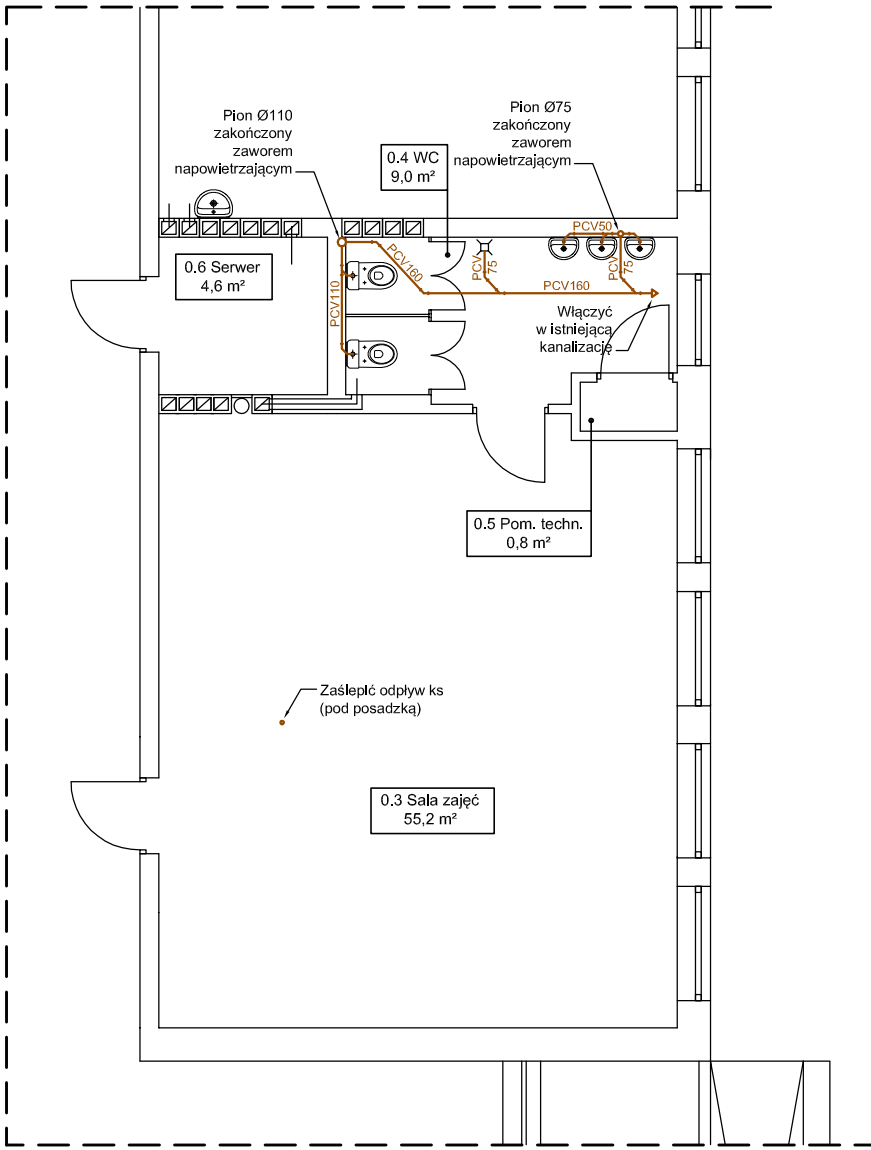 Pion Ø110
zakończony
zaworem
napowietrzającym
Pion Ø75
zakończony
zaworem
napowietrzającym
0.4 WC
9,0 m²
PCV50
0.6 Serwer
4,6 m²
PCV160
PCV
75
PCV
75
PCV110
PCV160
Włączyć
w istniejącą
kanalizację
0.5 Pom. techn.
0,8 m²
Zaślepić odpływ ks
(pod posadzką)
0.3 Sala zajęć
55,2 m²